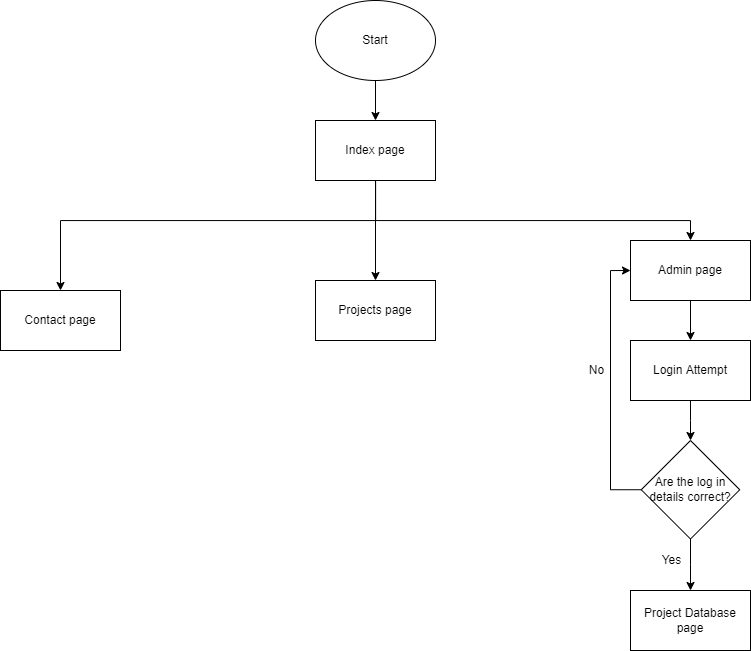 Start
Index page
Admin page
Projects page
Contact page
No
Login Attempt
Are the log in
details correct?
Yes
Project Database
page